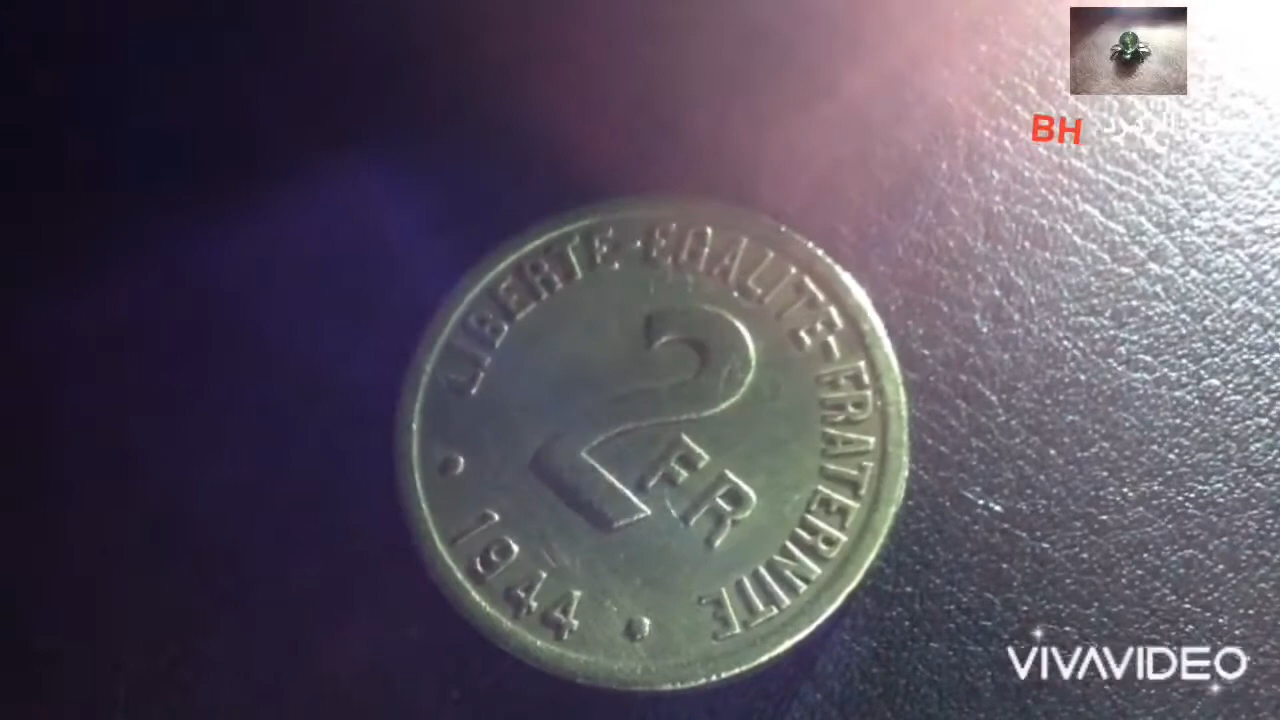 BH
LIBERTE-EGALITE-FRATERNITE
2
FR
• 1944 •
VIVAVIDEO